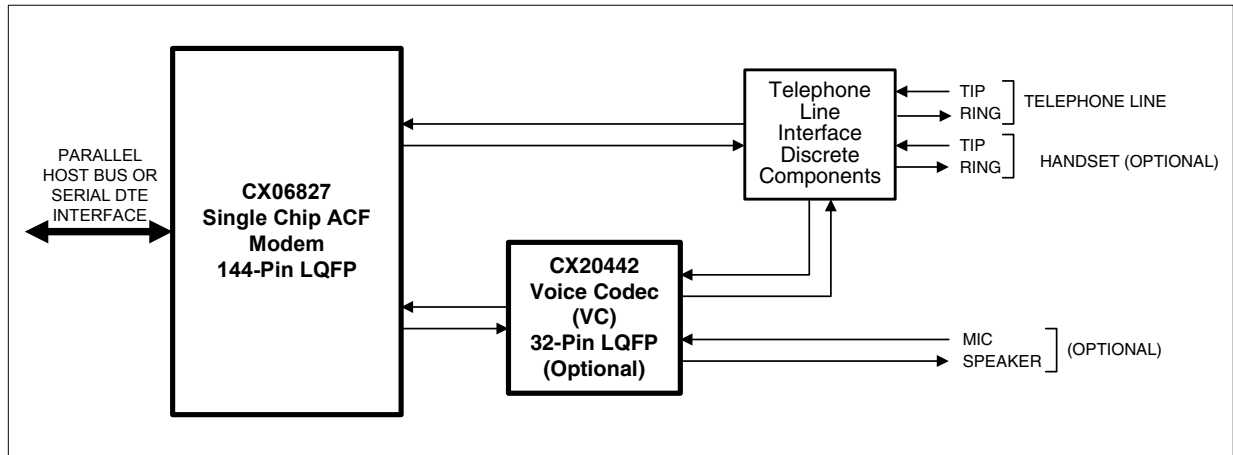 PARALLEL
HOST BUS OR
SERIAL DTE
INTERFACE
CX06827
Single Chip ACF
Modem
144-Pin LQFP
CX20442
Voice Codec
(VC)
32-Pin LQFP
(Optional)
Telephone
Line
Interface
Discrete
Components
TIP
RING
TELEPHONE LINE
TIP
RING
HANDSET (OPTIONAL)
MIC
SPEAKER
(OPTIONAL)